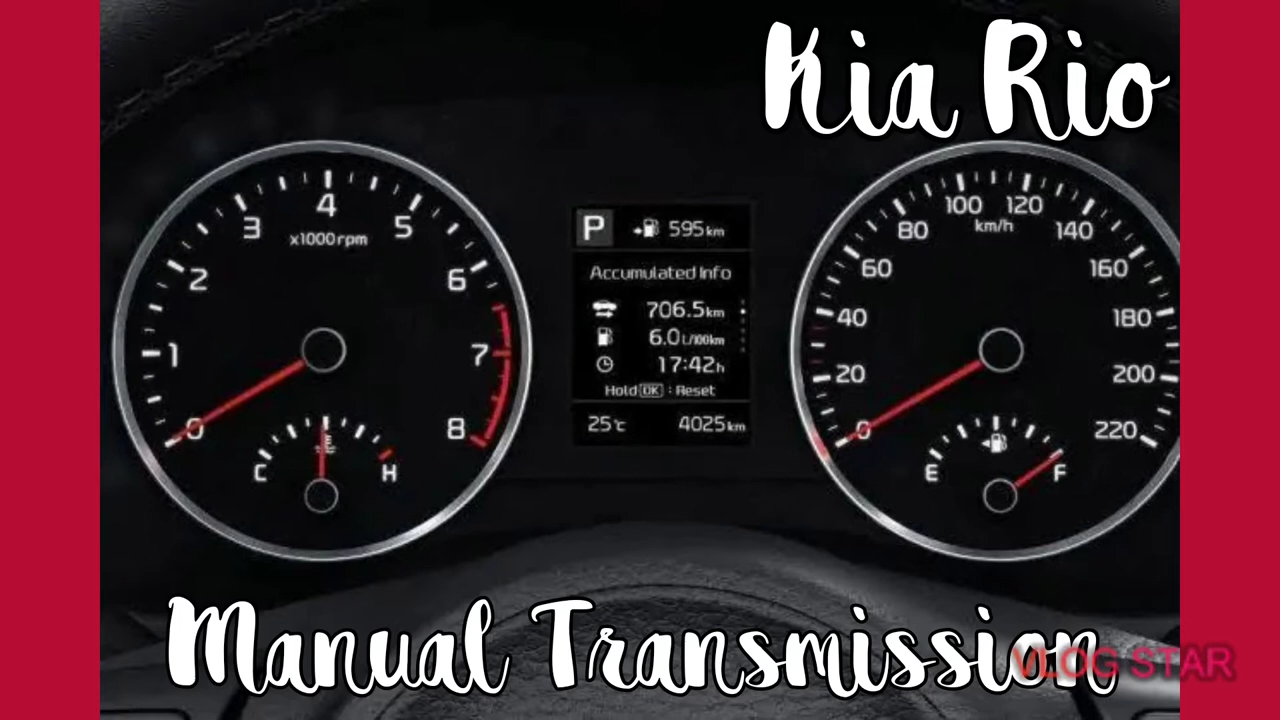 Kia Rio
4
3
5
x1000rpm
2
6
1
7
0
8
C
H
P
595km
Accumulated Info
706.5km
6.0L/100km
17:42h
Hold OK : Reset
25°C
4025km
100
120
80
km/h
140
60
160
40
180
20
200
0
220
E
F
Manual Transmission
VLOG STAR